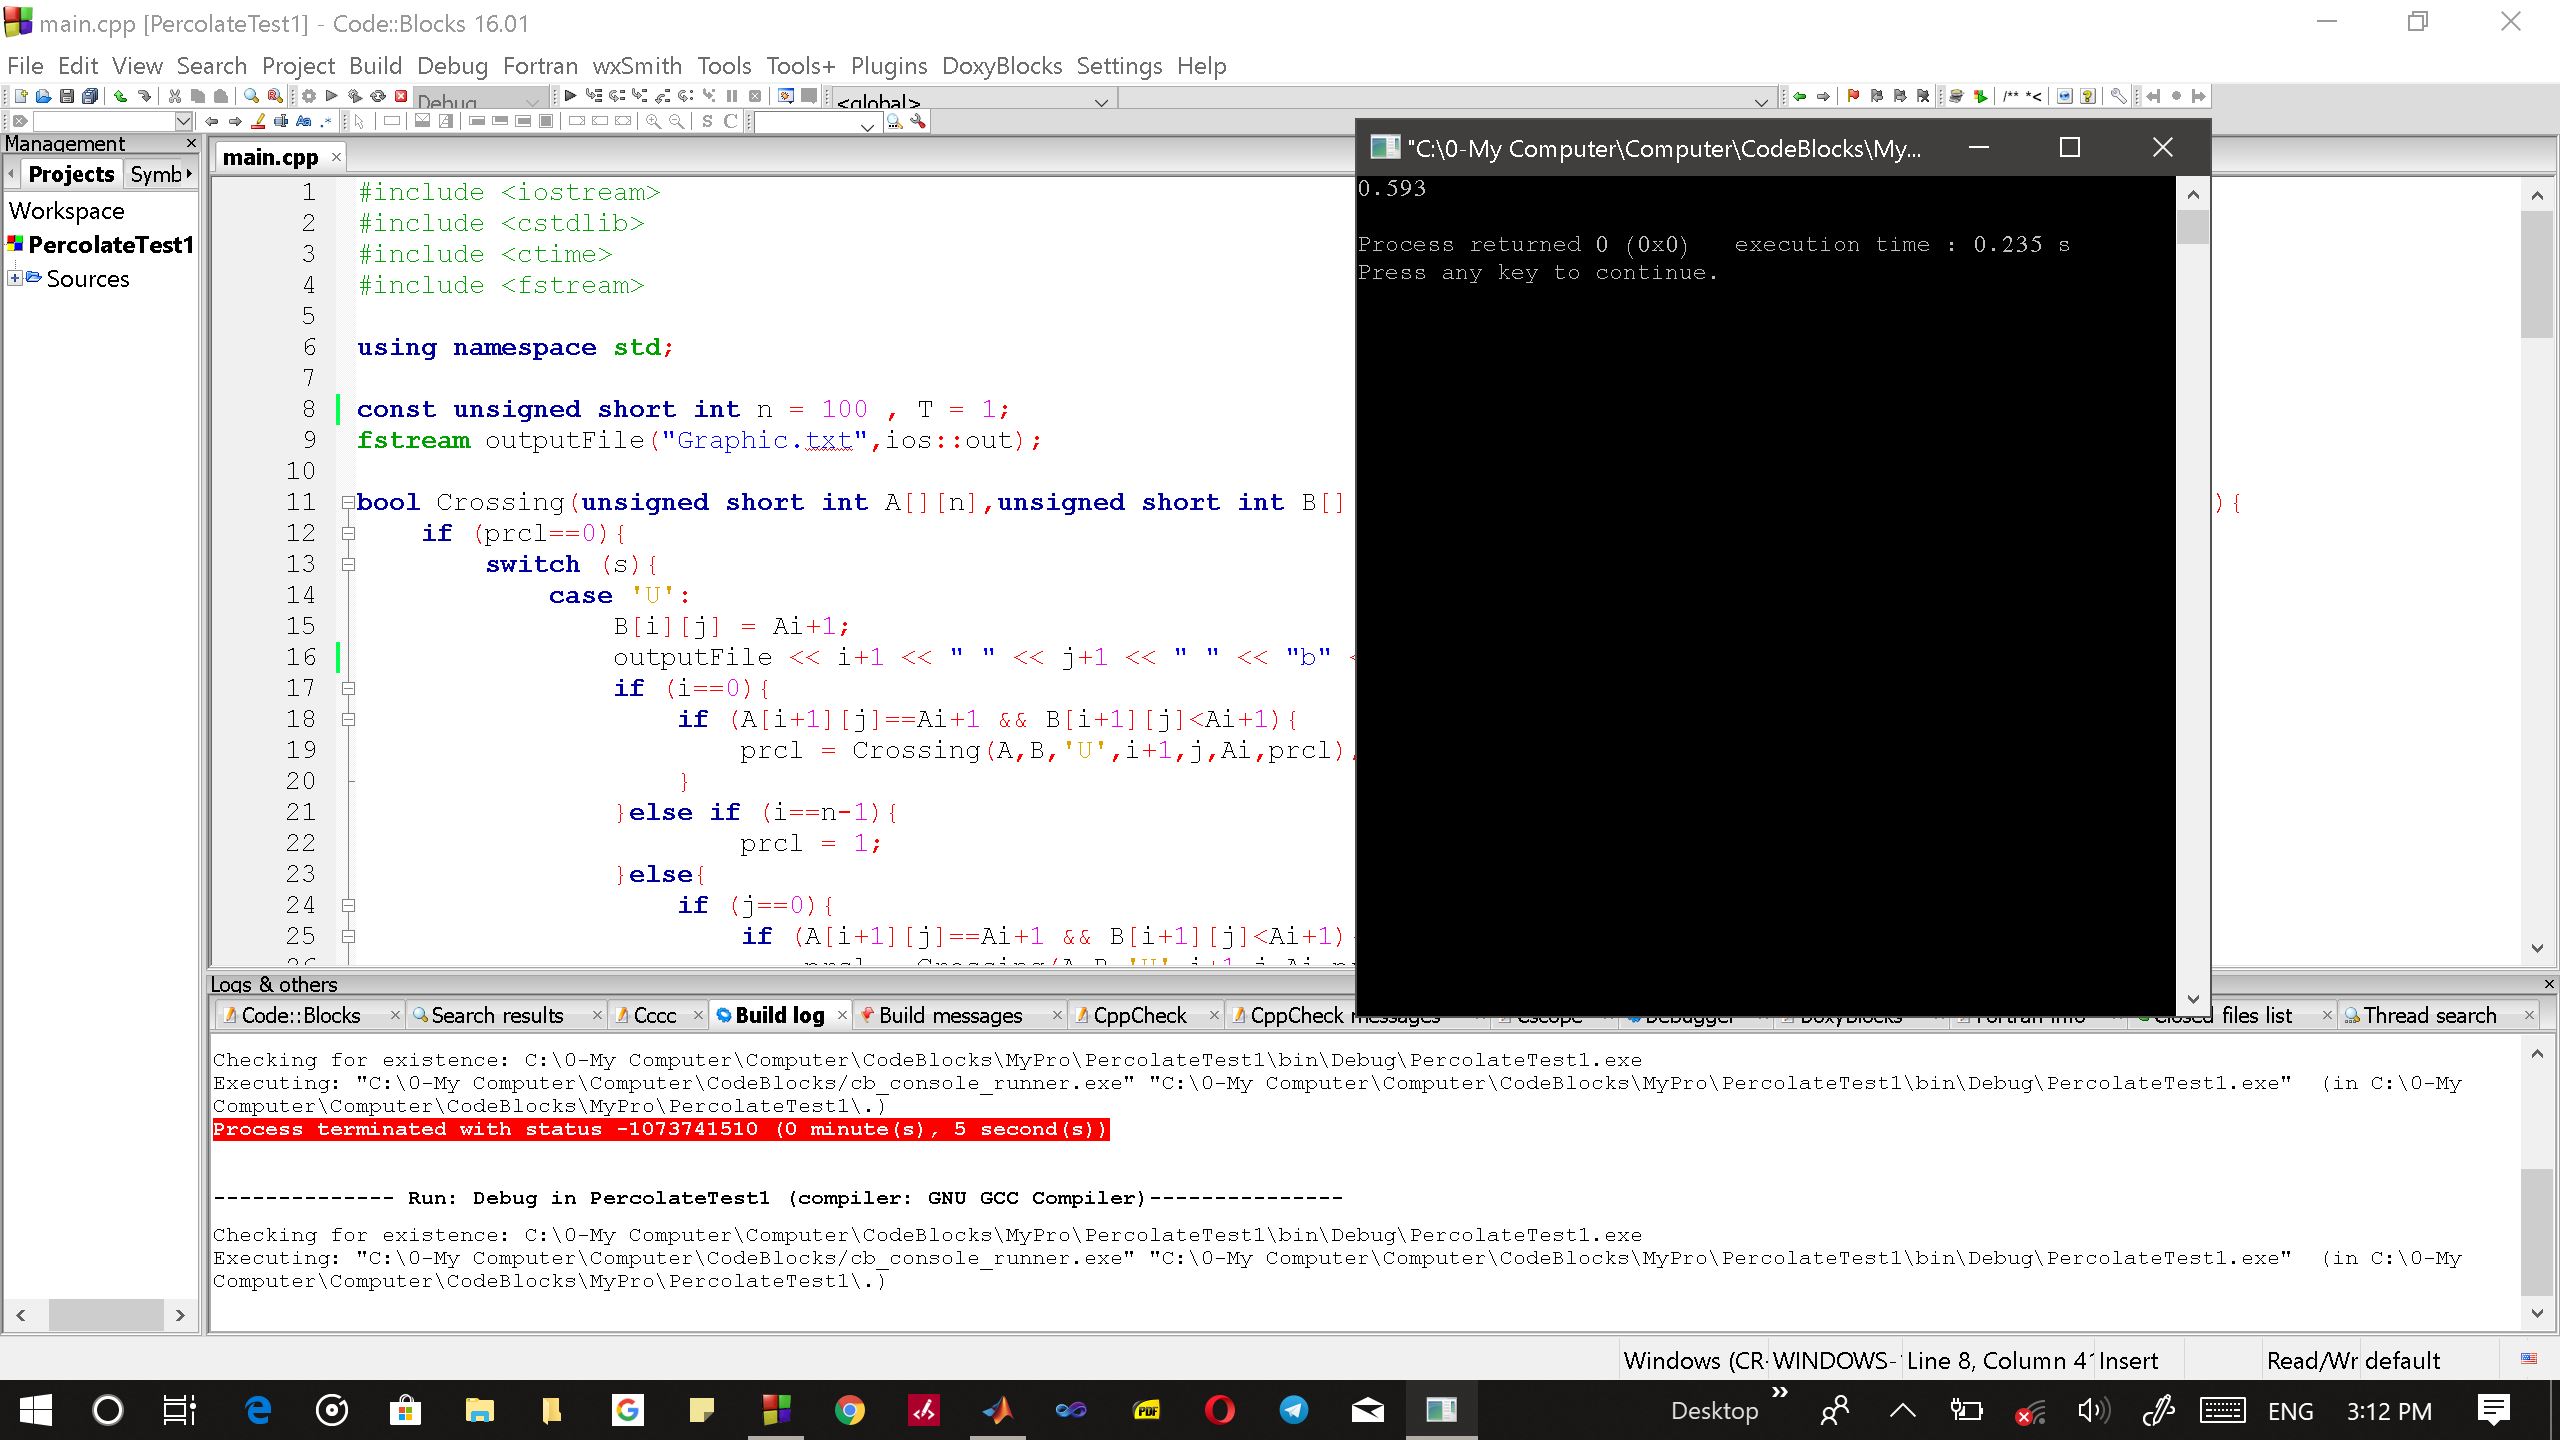 main.cpp [PercolateTest1] - Code::Blocks 16.01
File Edit View Search Project Build Debug Fortran wxSmith Tools Tools+ Plugins DoxyBlocks Settings Help
Debug
<global>
/** *<
S C
Management
Projects Symb
Workspace
PercolateTest1
Sources
main.cpp
1 #include <iostream>
2 #include <cstdlib>
3 #include <ctime>
4 #include <fstream>
5
6 using namespace std;
7
8 const unsigned short int n = 100 , T = 1;
9 fstream outputFile("Graphic.txt",ios::out);
10
11 bool Crossing(unsigned short int A[][n],unsigned short int B[] ){
12 if (prcl==0){
13 switch (s){
14 case 'U':
15 B[i][j] = Ai+1;
16 outputFile << i+1 << " " << j+1 << " " << "b" <
17 if (i==0){
18 if (A[i+1][j]==Ai+1 && B[i+1][j]<Ai+1){
19 prcl = Crossing(A,B,'U',i+1,j,Ai,prcl)
20 }
21 }else if (i==n-1){
22 prcl = 1;
23 }else{
24 if (j==0){
25 if (A[i+1][j]==Ai+1 && B[i+1][j]<Ai+1)
"C:\0-My Computer\Computer\CodeBlocks\My...
0.593
Process returned 0 (0x0)   execution time : 0.235 s
Press any key to continue.
Logs & others
Code::Blocks Search results Cccc Build log Build messages CppCheck CppCheck messages Cscope Debugger DoxyBlocks Fortran info Closed files list Thread search
Checking for existence: C:\0-My Computer\Computer\CodeBlocks\MyPro\PercolateTest1\bin\Debug\PercolateTest1.exe
Executing: "C:\0-My Computer\Computer\CodeBlocks/cb_console_runner.exe" "C:\0-My Computer\Computer\CodeBlocks\MyPro\PercolateTest1\bin\Debug\PercolateTest1.exe"  (in C:\0-My
Computer\Computer\CodeBlocks\MyPro\PercolateTest1\.)
Process terminated with status -1073741510 (0 minute(s), 5 second(s))
-------------- Run: Debug in PercolateTest1 (compiler: GNU GCC Compiler)---------------
Checking for existence: C:\0-My Computer\Computer\CodeBlocks\MyPro\PercolateTest1\bin\Debug\PercolateTest1.exe
Executing: "C:\0-My Computer\Computer\CodeBlocks/cb_console_runner.exe" "C:\0-My Computer\Computer\CodeBlocks\MyPro\PercolateTest1\bin\Debug\PercolateTest1.exe"  (in C:\0-My
Computer\Computer\CodeBlocks\MyPro\PercolateTest1\.)
Windows (CR WINDOWS- Line 8, Column 4 Insert Read/Wr default
PDF
Desktop ENG 3:12 PM